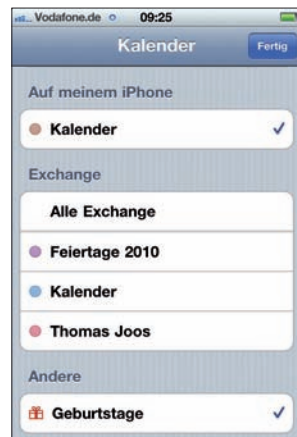 Vodafone.de 09:25
Kalender Fertig
Auf meinem iPhone
Kalender
Exchange
Alle Exchange
Feiertage 2010
Kalender
Thomas Joos
Andere
Geburtstage